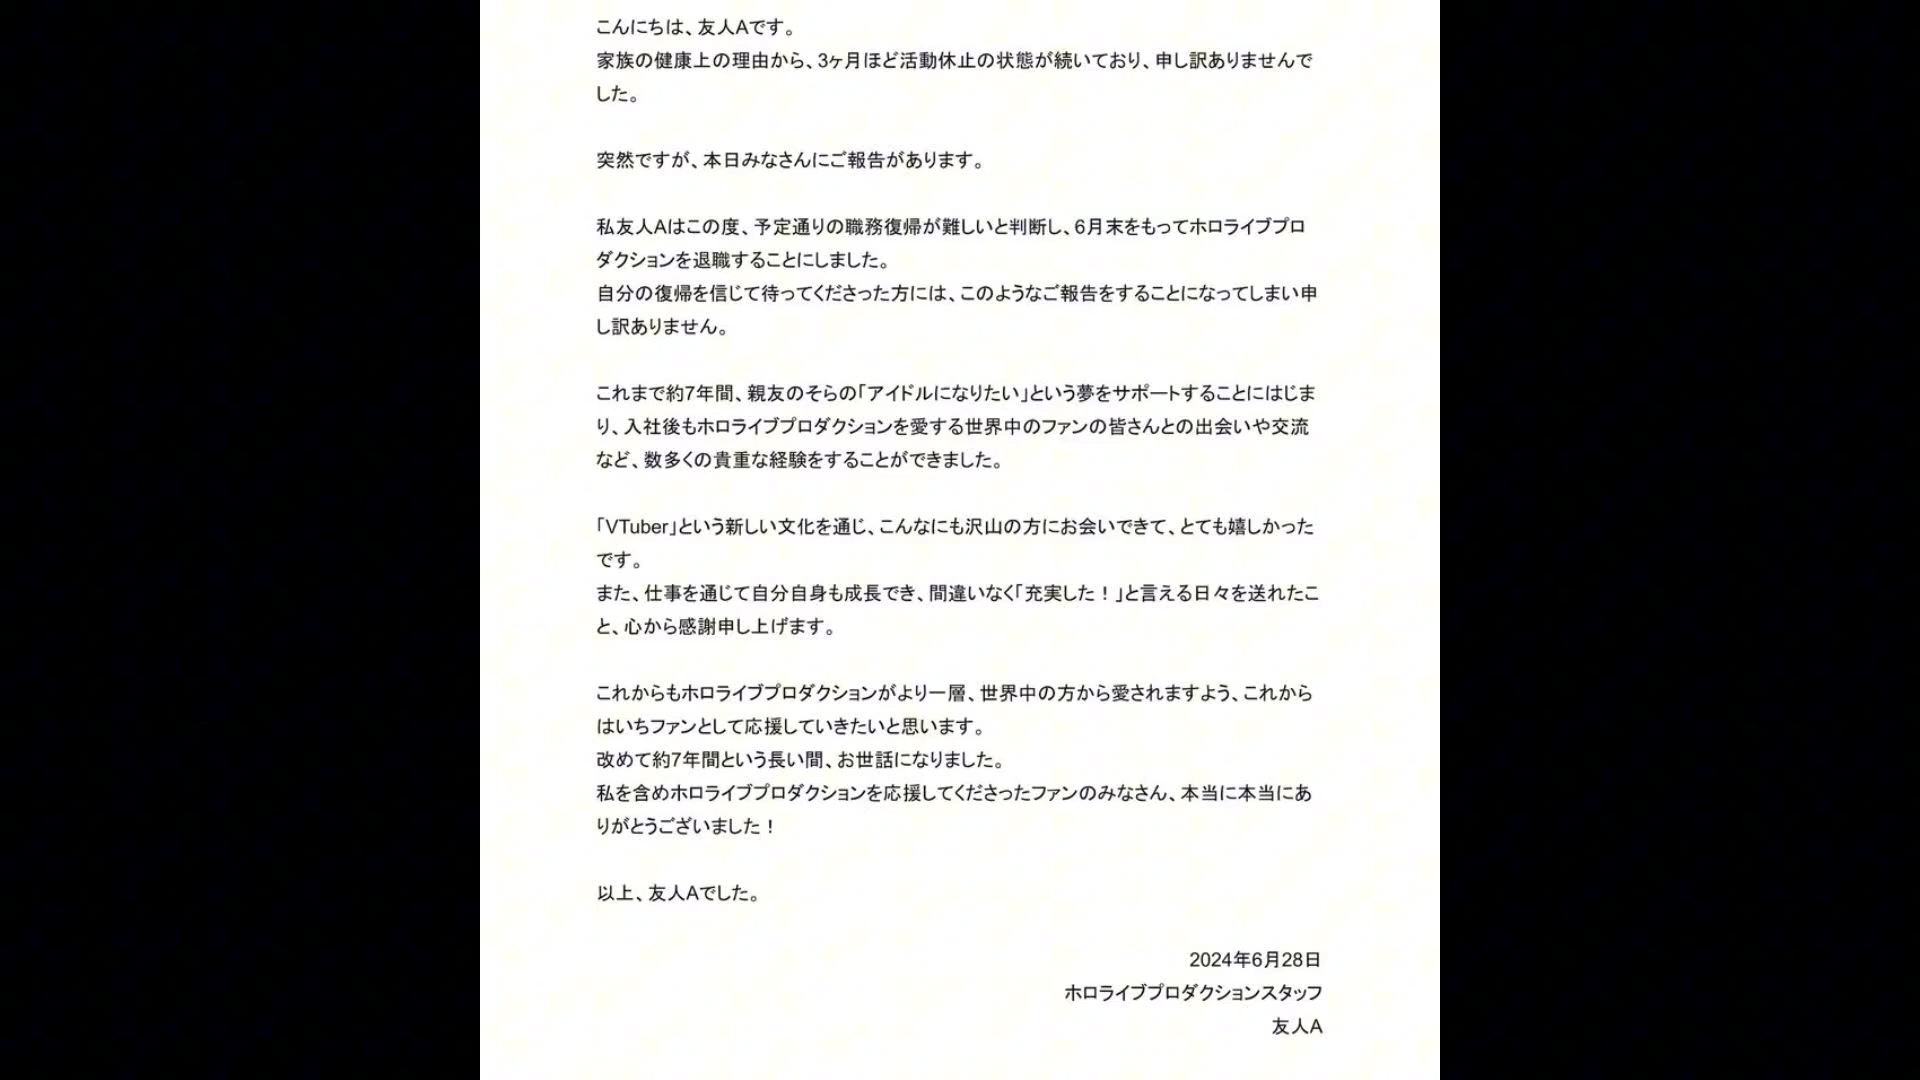 こんにちは、友人Aです。
家族の健康上の理由から、3ヶ月ほど活動休止の状態が続いており、申し訳ありませんで
した。
突然ですが、本日みなさんにご報告があります。
私友人Aはこの度、予定通りの職務復帰が難しいと判断し、6月末をもってホロライブプロ
ダクションを退職することにしました。
自分の復帰を信じて待ってくださった方には、このようなご報告をすることになってしまい申
し訳ありません。
これまで約7年間、親友のそらの「アイドルになりたい」という夢をサポートすることにはじま
り、入社後もホロライブプロダクションを愛する世界中のファンの皆さんとの出会いや交流
など、数多くの貴重な経験をすることができました。
「VTuber」という新しい文化を通じ、こんなにも沢山の方にお会いできて、とても嬉しかった
です。
また、仕事を通じて自分自身も成長でき、間違いなく「充実した！」と言える日々を送れたこ
と、心から感謝申し上げます。
これからもホロライブプロダクションがより一層、世界中の方から愛されますよう、これから
はいちファンとして応援していきたいと思います。
改めて約7年間という長い間、お世話になりました。
私を含めホロライブプロダクションを応援してくださったファンのみなさん、本当に本当にあ
りがとうございました！
以上、友人Aでした。
2024年6月28日
ホロライブプロダクションスタッフ
友人A